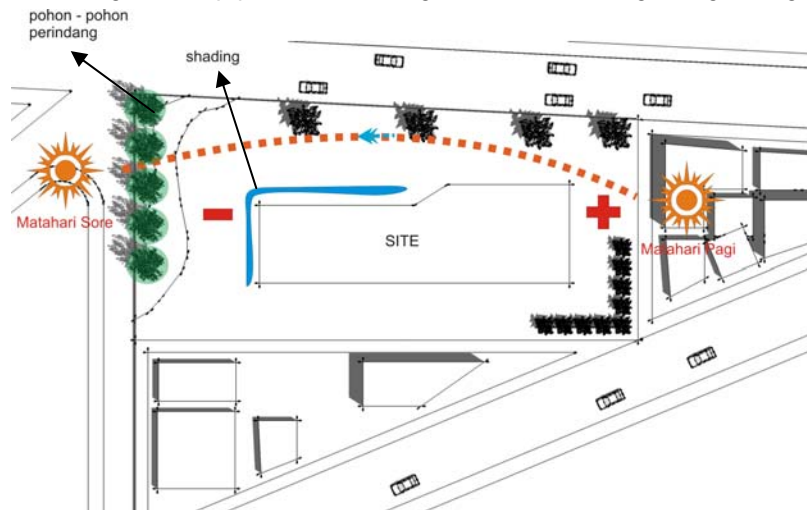 pohon - pohon
perindang
shading
Matahari Sore
SITE
Matahari Pagi